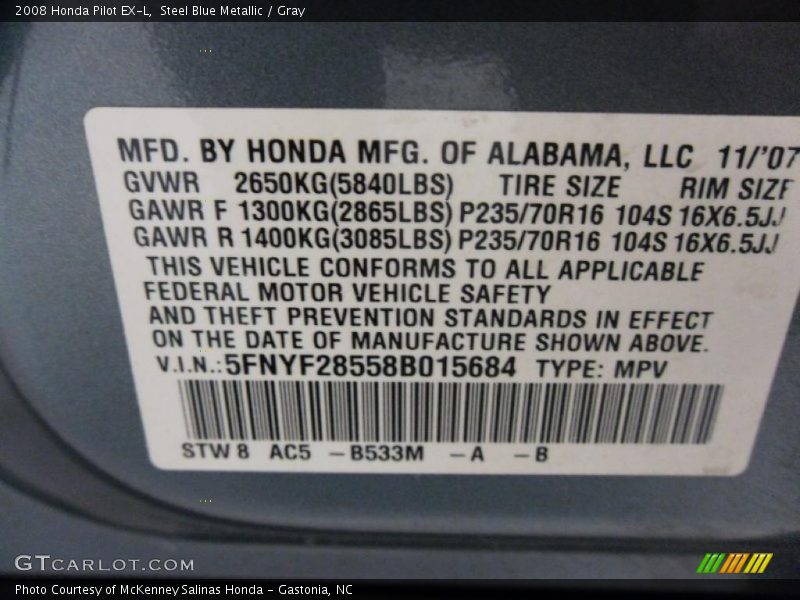 2008 Honda Pilot EX-L, Steel Blue Metallic / Gray
MFD. BY HONDA MFG. OF ALABAMA, LLC 11/'07
GVWR 2650KG(5840LBS) TIRE SIZE RIM SIZE
GAWR F 1300KG(2865LBS) P235/70R16 104S 16X6.5JJ
GAWR R 1400KG(3085LBS) P235/70R16 104S 16X6.5JJ
THIS VEHICLE CONFORMS TO ALL APPLICABLE
FEDERAL MOTOR VEHICLE SAFETY
AND THEFT PREVENTION STANDARDS IN EFFECT
ON THE DATE OF MANUFACTURE SHOWN ABOVE.
V.I.N.: 5FNYF28558B015684 TYPE: MPV
STW 8 AC5 – B533M – A – B
GTCARLOT.COM
Photo Courtesy of McKenney Salinas Honda - Gastonia, NC